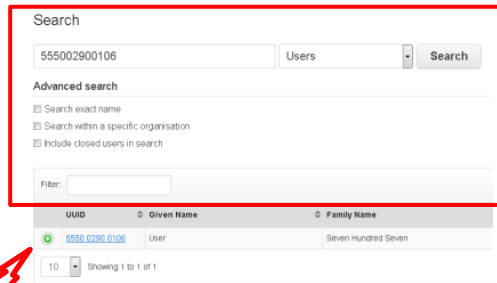 Search
555002900106 Users Search
Advanced search
Search exact name
Search within a specific organisation
Include closed users in search
Filter:
UUID Given Name Family Name
5550 0290 0106 User Seven Hundred Seven
10 Showing 1 to 1 of 1